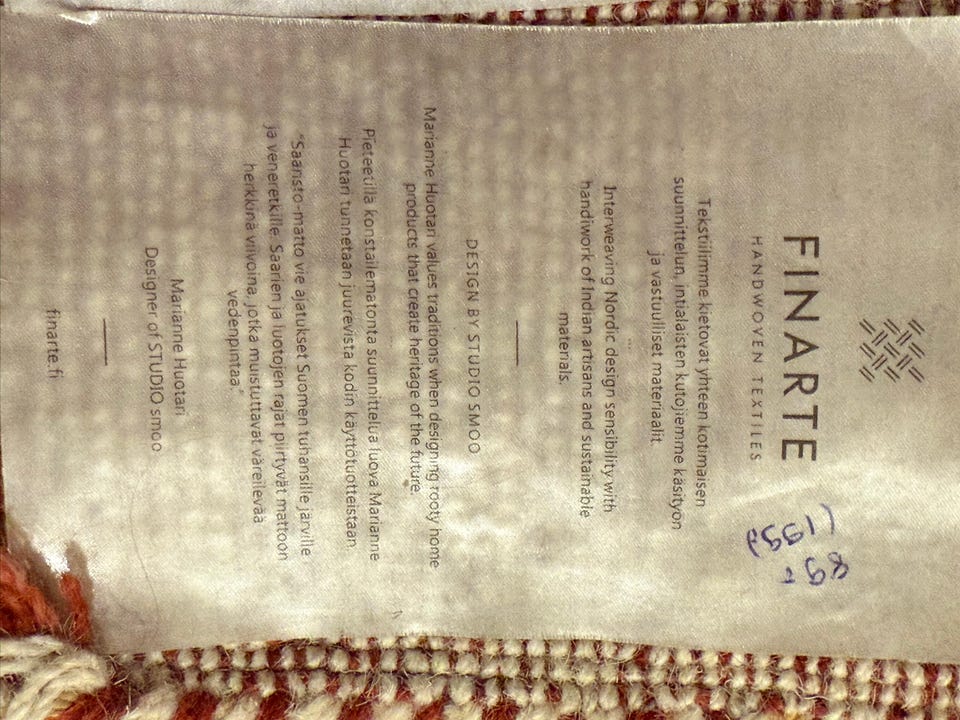 FINARTE
HANDWOVEN TEXTILES
Tekstiilimme kietovat yhteen kotimaisen
suunnittelun, intialaisten kutojiemme käsityön
ja vastuulliset materiaalit.
...
Interweaving Nordic design sensibility with
handiwork of Indian artisans and sustainable
materials.
DESIGN BY STUDIO SMOO
Marianne Huotari values traditions when designing rooty home
products that create heritage of the future.
Pieteetillä konstailematonta suunnittelua luova Marianne
Huotari tunnetaan juurevista kodin käyttötuotteistaan.
"Saaristo-matto vie ajatukset Suomen tuhansille järville
ja veneretkille. Saarien ja luotojen rajat piirtyvät mattoon
herkkinä viivoina, jotka muistuttavat väreilevää
vedenpintaa."
Marianne Huotari
Designer of STUDIO smoo
finarte.fi